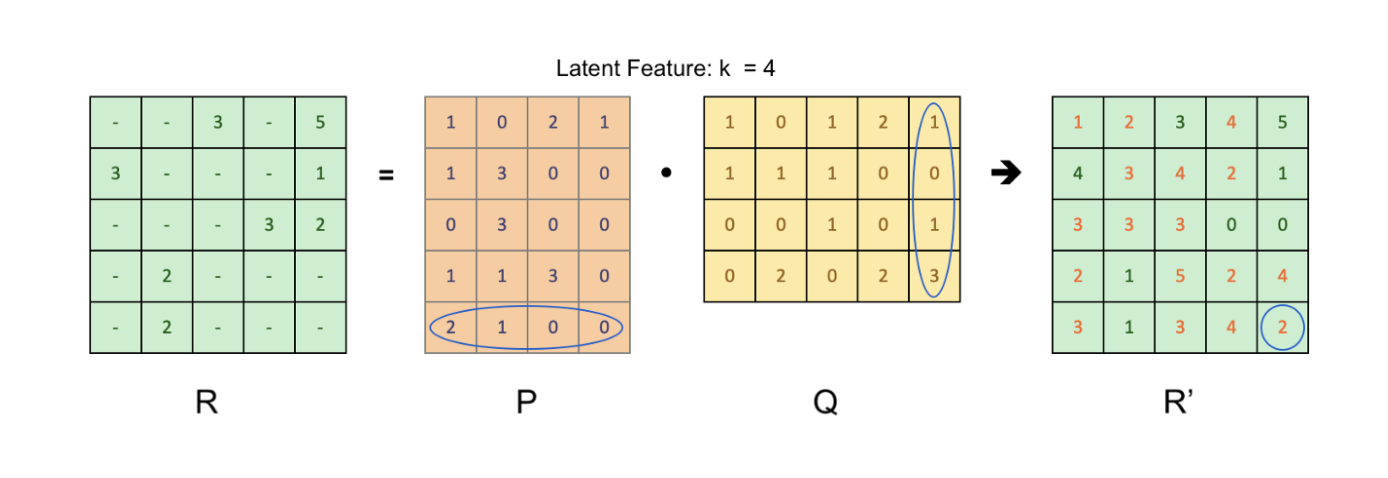 Latent Feature: k = 4
- - 3 - 5 1 0 2 1 1 0 1 2 1 1 2 3 4 5
3 - - - 1 = 1 3 0 0 • 1 1 1 0 0 ➔ 4 3 4 2 1
- - - 3 2 0 3 0 0 0 0 1 0 1 3 3 3 0 0
- 2 - - - 1 1 3 0 0 2 0 2 3 2 1 5 2 4
- 2 - - - 2 1 0 0 3 1 3 4 2
R P Q R’